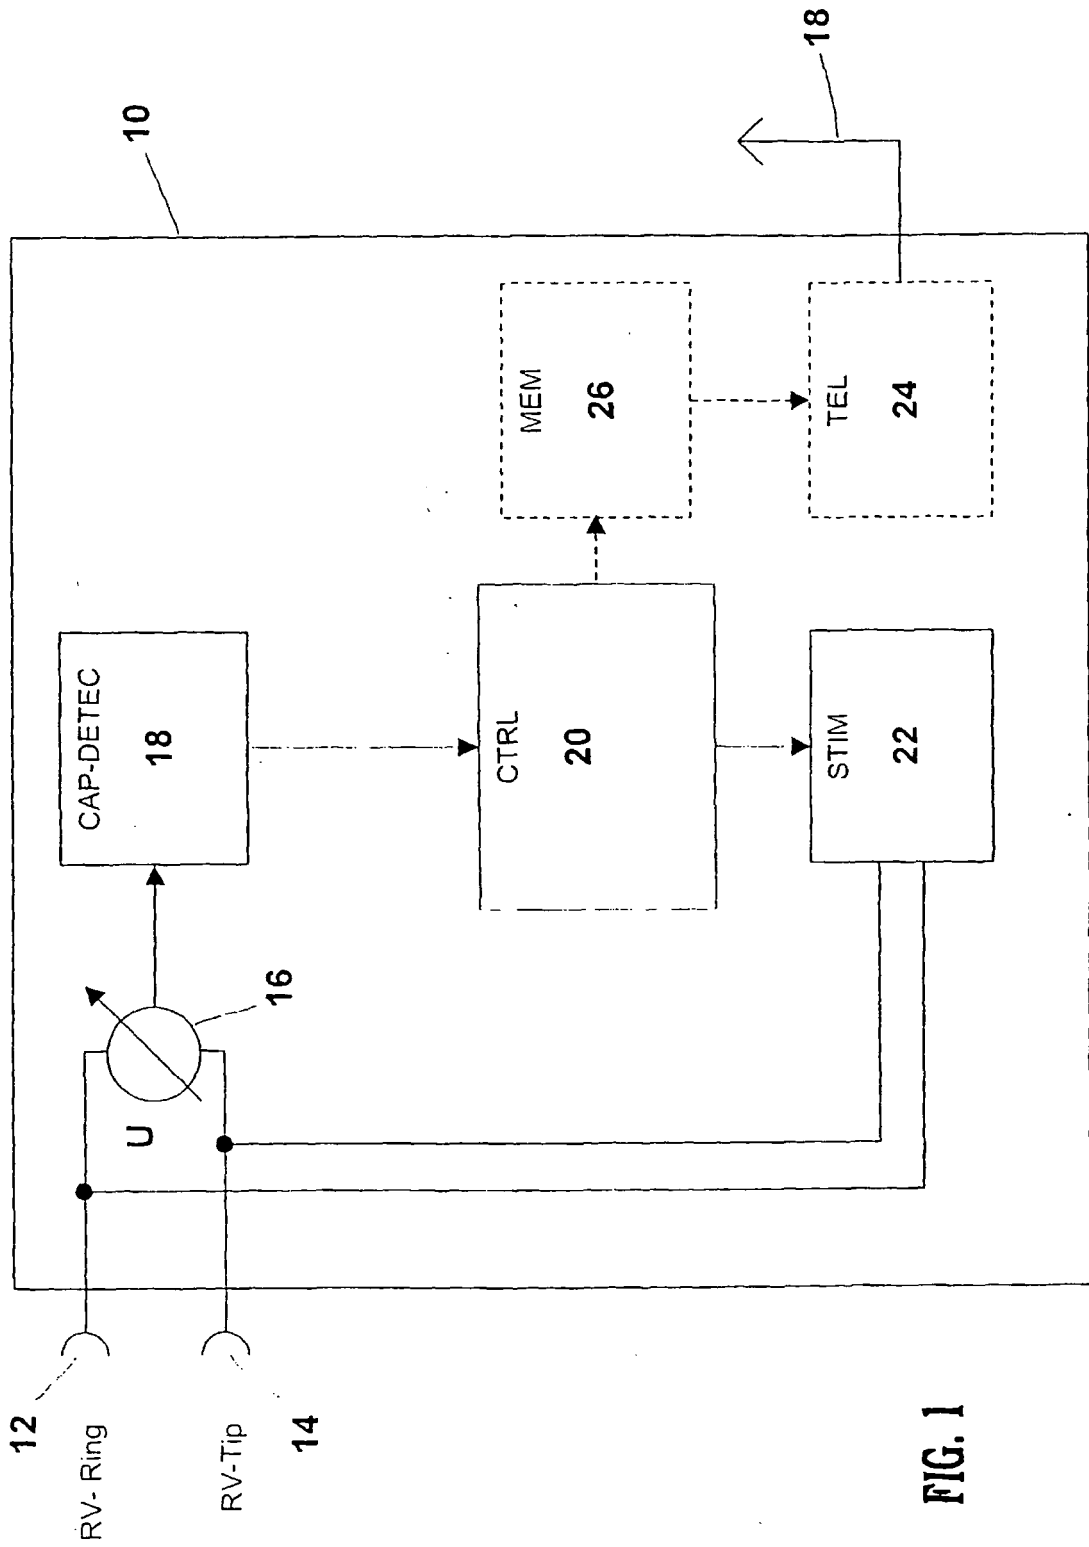 10
12
RV-Ring
RV-Tip
14
U
16
CAP-DETEC
18
CTRL
20
MEM
26
STIM
22
TEL
24
18
FIG. 1